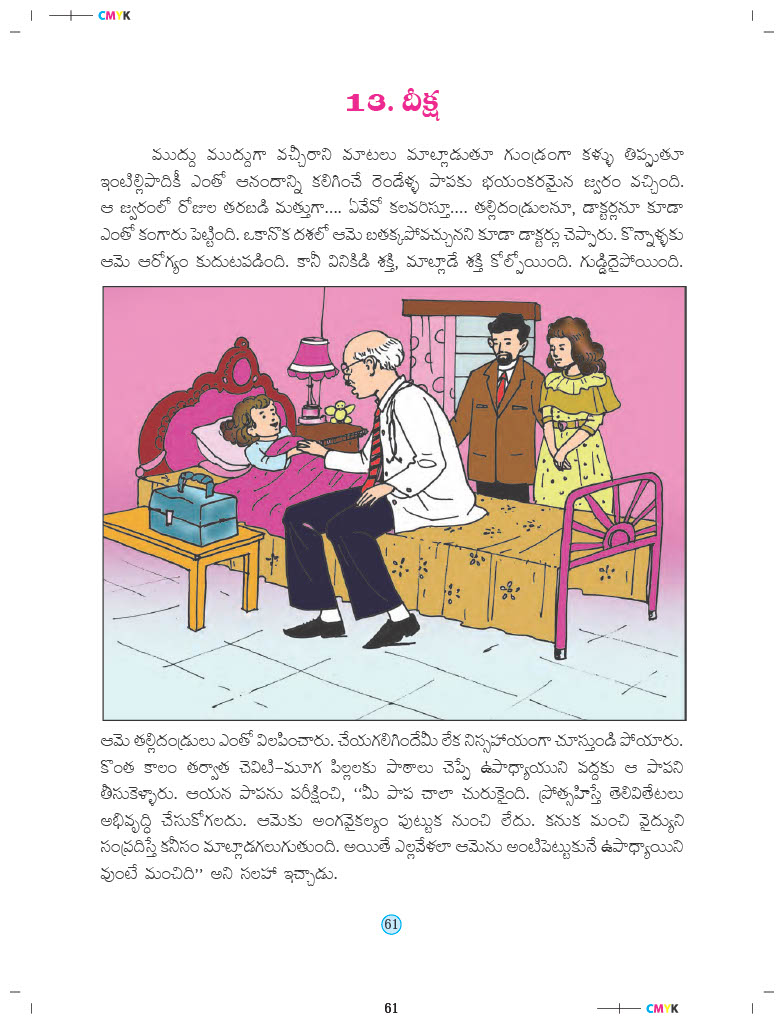 CMYK
13. దీక్ష
ముద్దు ముద్దుగా వచ్చీరాని మాటలు మాట్లాడుతూ గుండ్రంగా కళ్ళు తిప్పుతూ
ఇంటిల్లిపాదికీ ఎంతో ఆనందాన్ని కలిగించే రెండేళ్ళ పాపకు భయంకరమైన జ్వరం వచ్చింది.
ఆ జ్వరంలో రోజుల తరబడి మత్తుగా.... ఏవేవో కలవరిస్తూ.... తల్లిదండ్రులనూ, డాక్టర్లనూ కూడా
ఎంతో కంగారు పెట్టింది. ఒకానొక దశలో ఆమె బతక్కపోవచ్చునని కూడా డాక్టర్లు చెప్పారు. కొన్నాళ్ళకు
ఆమె ఆరోగ్యం కుదుటపడింది. కానీ వినికిడి శక్తి, మాట్లాడే శక్తి కోల్పోయింది. గుడ్డిదైపోయింది.
ఆమె తల్లిదండ్రులు ఎంతో విలపించారు. చేయగలిగిందేమీ లేక నిస్సహాయంగా చూస్తుండి పోయారు.
కొంత కాలం తర్వాత చెవిటి-మూగ పిల్లలకు పాఠాలు చెప్పే ఉపాధ్యాయుని వద్దకు ఆ పాపని
తీసుకెళ్ళారు. ఆయన పాపను పరీక్షించి, “మీ పాప చాలా చురుకైంది. ప్రోత్సహిస్తే తెలివితేటలు
అభివృద్ధి చేసుకోగలదు. ఆమెకు అంగవైకల్యం పుట్టుక నుంచి లేదు. కనుక మంచి వైద్యుని
సంప్రదిస్తే కనీసం మాట్లాడగలుగుతుంది. అయితే ఎల్లవేళలా ఆమెను అంటిపెట్టుకునే ఉపాధ్యాయిని
వుంటే మంచిది” అని సలహా ఇచ్చాడు.
61
61
CMYK